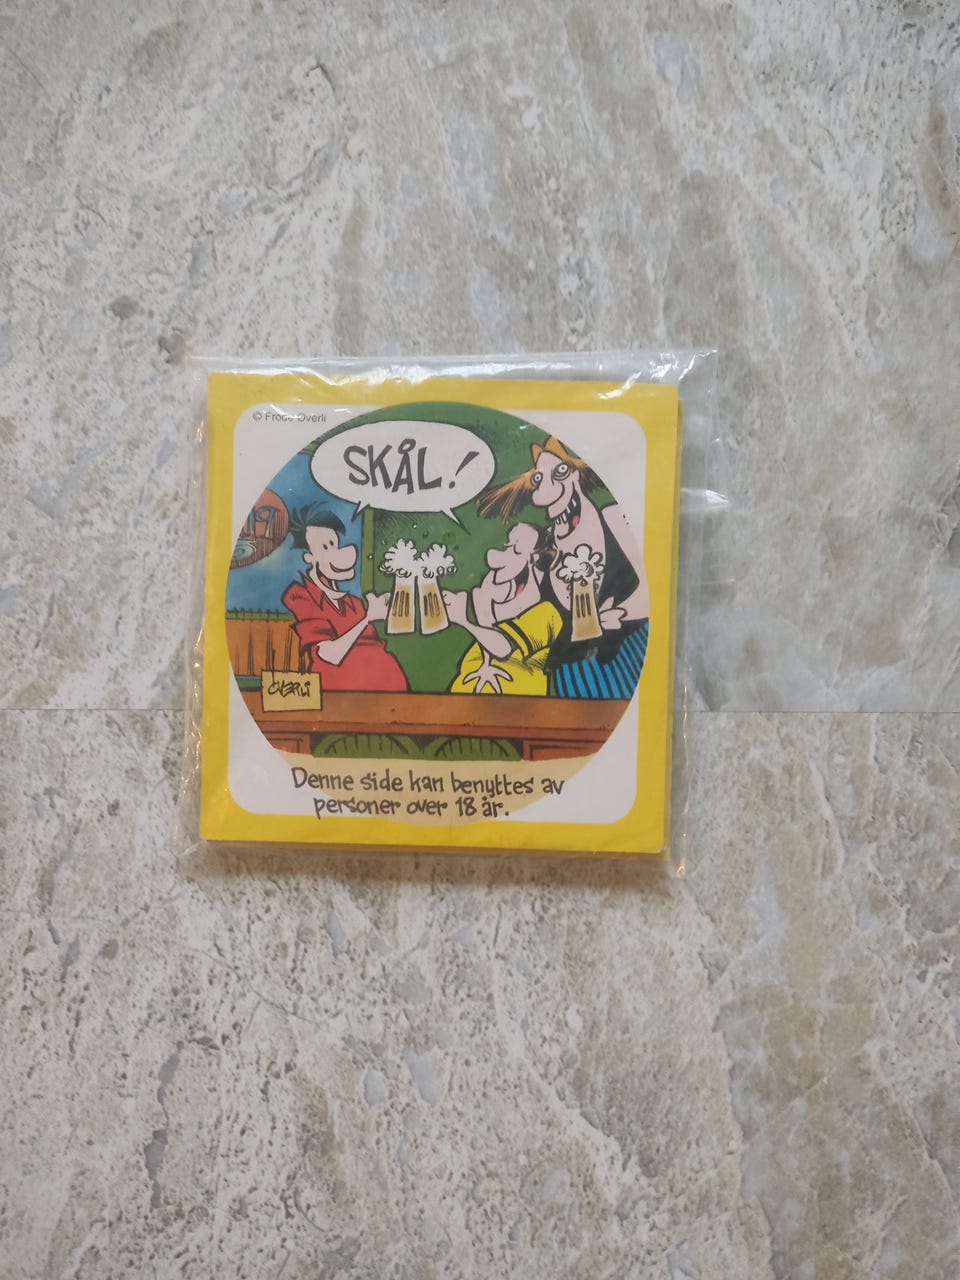 © Frode Øverli
SKÅL!
ØVERLI
Denne side kan benyttes av
personer over 18 år.